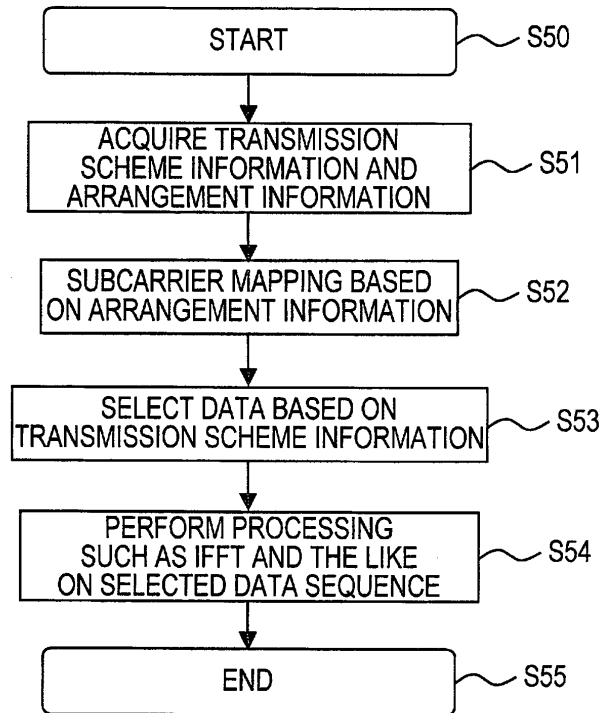 START
S50
ACQUIRE TRANSMISSION
SCHEME INFORMATION AND
ARRANGEMENT INFORMATION
S51
SUBCARRIER MAPPING BASED
ON ARRANGEMENT INFORMATION
S52
SELECT DATA BASED ON
TRANSMISSION SCHEME INFORMATION
S53
PERFORM PROCESSING
SUCH AS IFFT AND THE LIKE
ON SELECTED DATA SEQUENCE
S54
END
S55